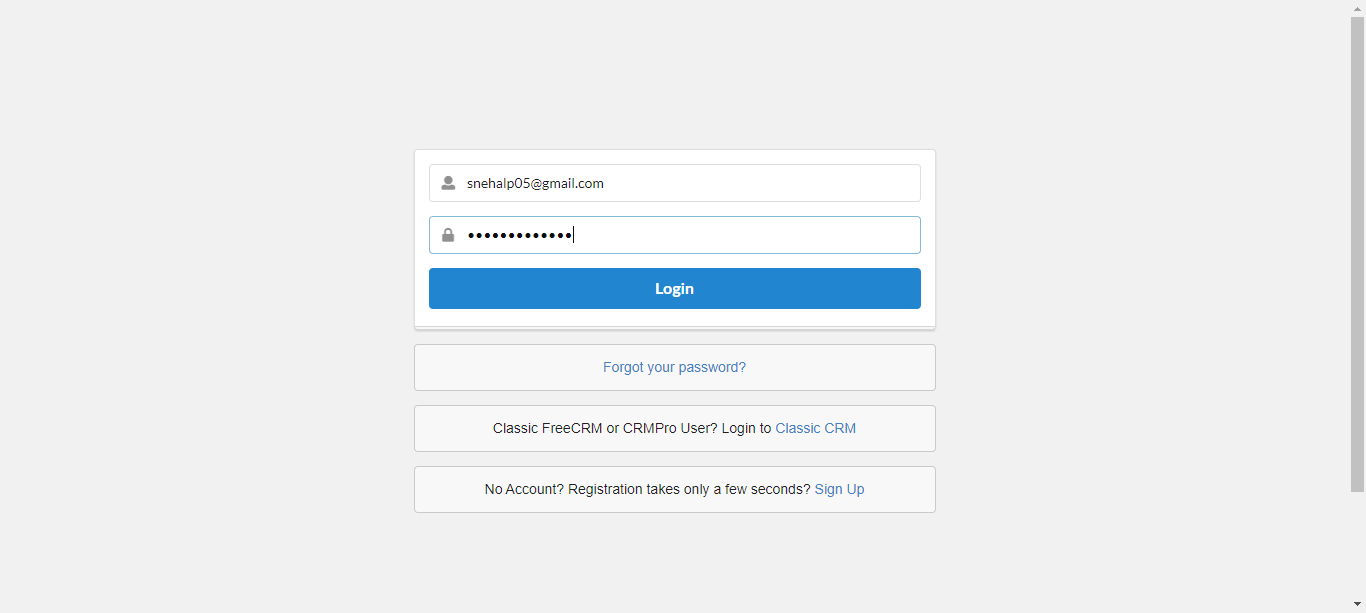 snehalp05@gmail.com
•••••••••••••
Login
Forgot your password?
Classic FreeCRM or CRMPro User? Login to Classic CRM
No Account? Registration takes only a few seconds? Sign Up